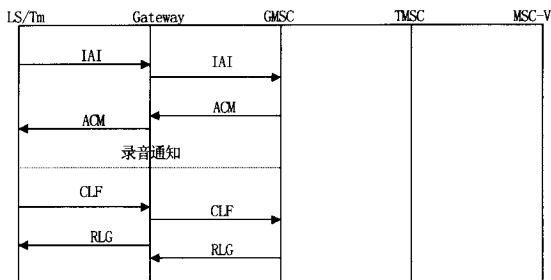 LS/Tm Gateway GMSC TMSC MSC-V
IAI
IAI
ACM
ACM
录音通知
CLF
CLF
RLG
RLG